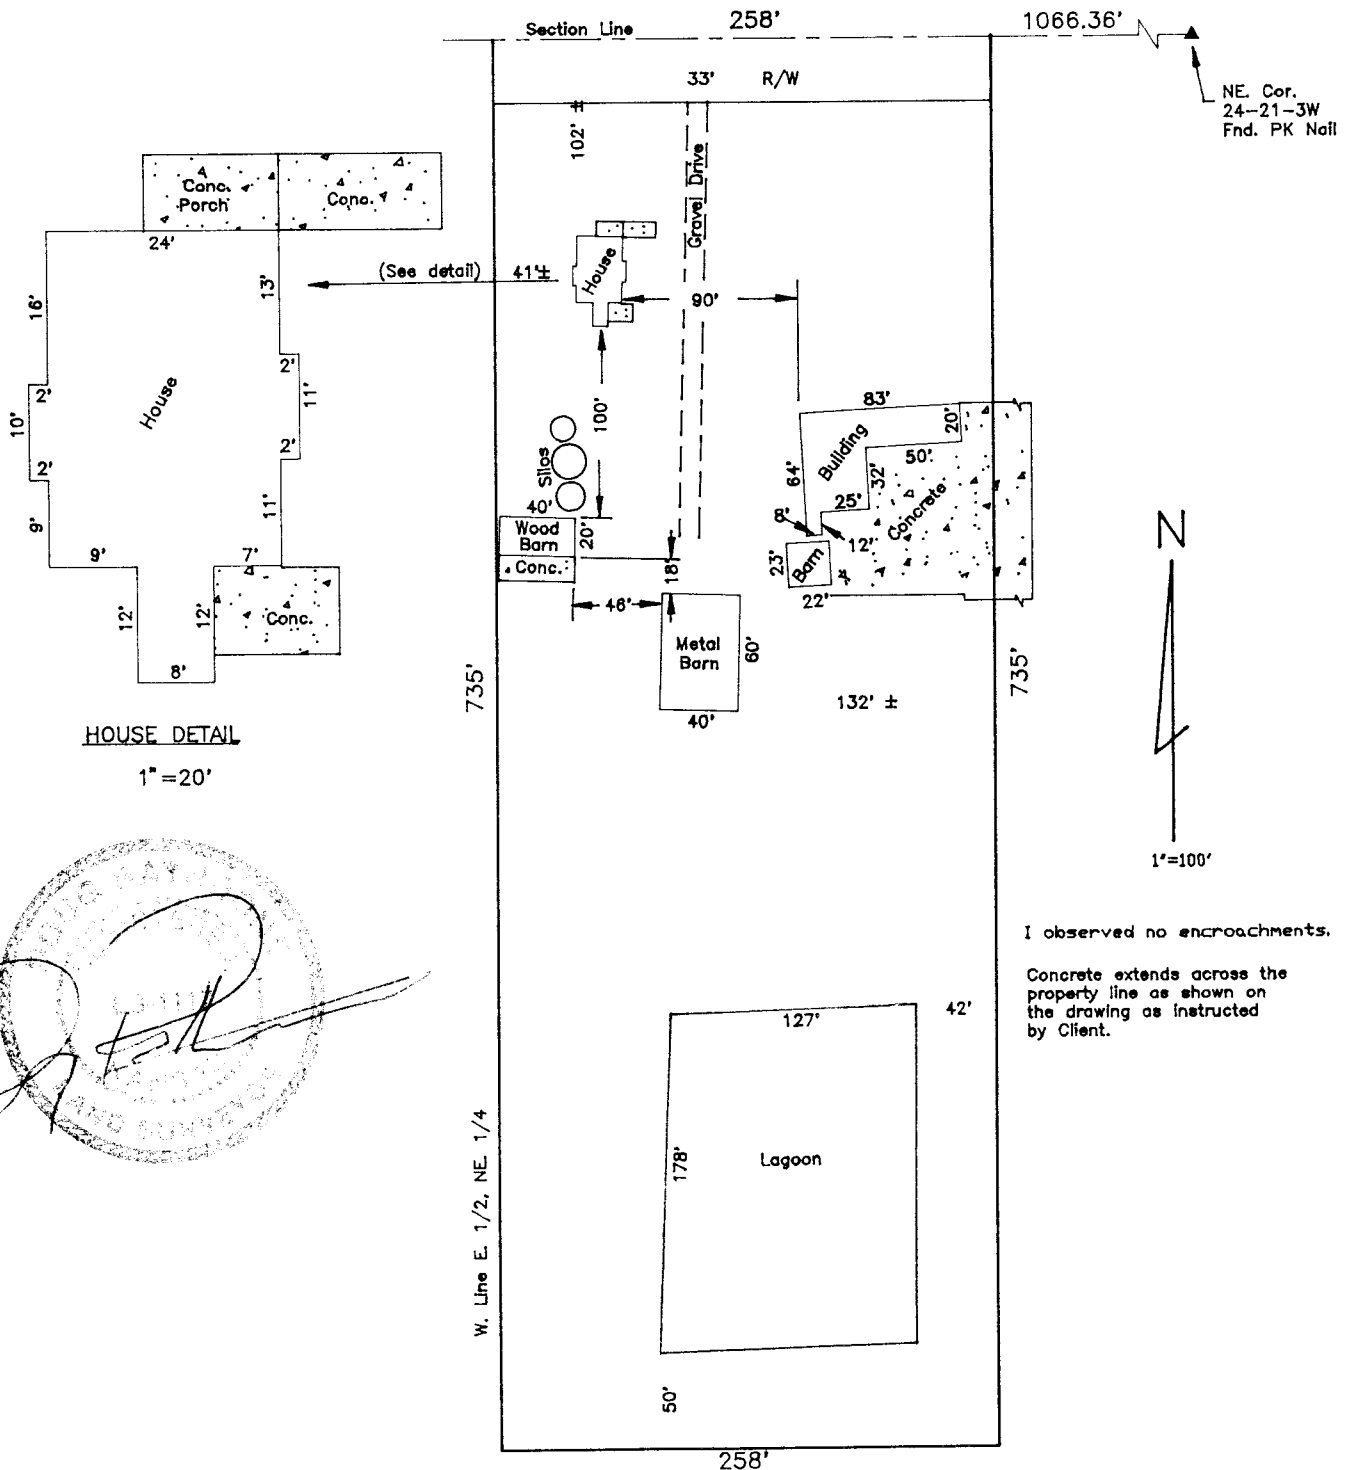 Section Line
258'
1066.36'
33' R/W
NE. Cor.
24-21-3W
Fnd. PK Nail
102' ±
Gravel Drive
Conc.
Porch
Conc.
24'
16'
13'
(See detail)
41'±
House
90'
2'
2'
House
11'
10'
2'
2'
9'
11'
9'
7'
12'
12'
Conc.
8'
HOUSE DETAIL
1"=20'
100'
Silos
40'
Wood
Barn
20'
Conc.
18'
46'
Metal
Barn
60'
40'
83'
20'
Building
64'
50'
32'
25'
Concrete
8'
12'
23'
Barn
22'
735'
735'
132' ±
N
1"=100'
I observed no encroachments.
Concrete extends across the
property line as shown on
the drawing as instructed
by Client.
127'
42'
178'
Lagoon
W. Line E. 1/2, NE. 1/4
50'
258'